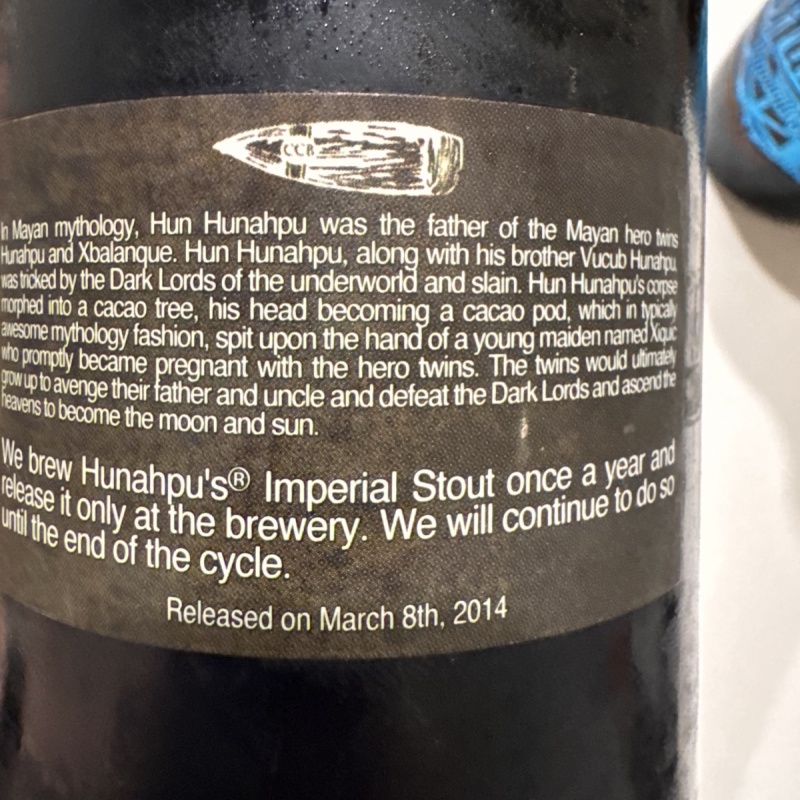 CCB
In Mayan mythology, Hun Hunahpu was the father of the Mayan hero twins
Hunahpu and Xbalanque. Hun Hunahpu, along with his brother Vucub Hunahpu,
was tricked by the Dark Lords of the underworld and slain. Hun Hunahpu's corpse
morphed into a cacao tree, his head becoming a cacao pod, which in typically
awesome mythology fashion, spit upon the hand of a young maiden named Xiquic
who promptly became pregnant with the hero twins. The twins would ultimately
grow up to avenge their father and uncle and defeat the Dark Lords and ascend the
heavens to become the moon and sun.
We brew Hunahpu's® Imperial Stout once a year and
release it only at the brewery. We will continue to do so
until the end of the cycle.
Released on March 8th, 2014